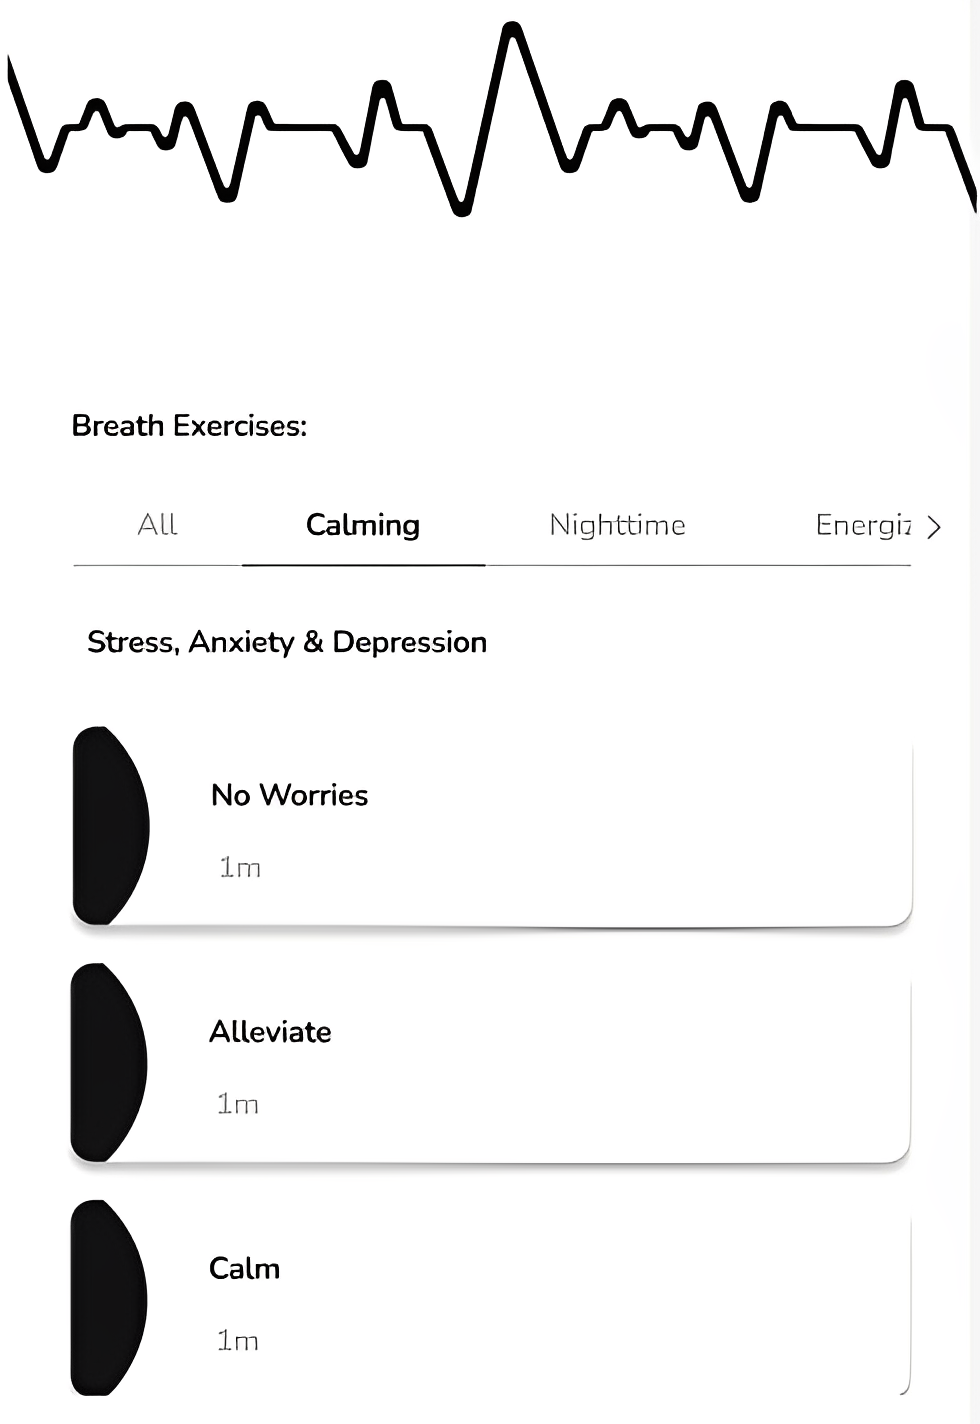 Breath Exercises:
All Calming Nighttime Energiz
Stress, Anxiety & Depression
No Worries
1m
Alleviate
1m
Calm
1m